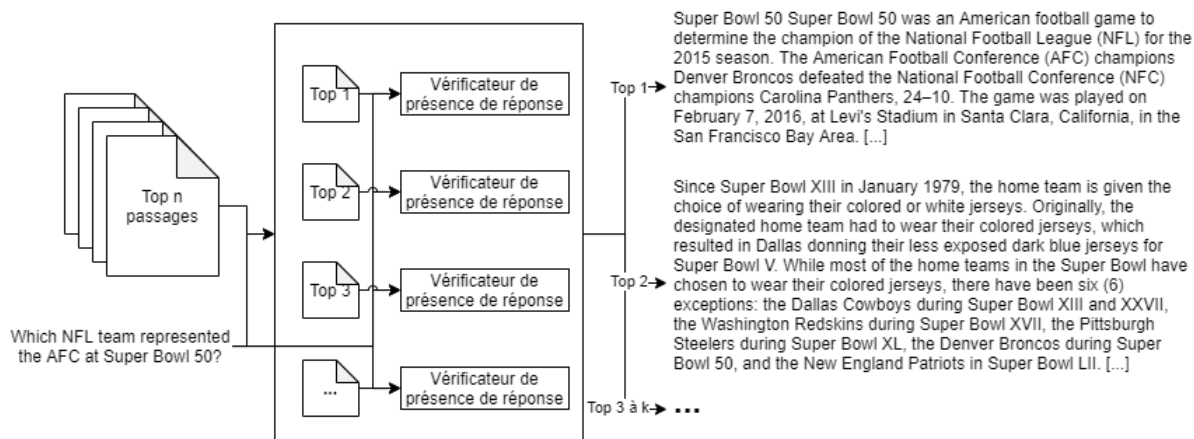 Top n
passages
Which NFL team represented
the AFC at Super Bowl 50?
Top 1
Vérificateur de
présence de réponse
Top 2
Vérificateur de
présence de réponse
Top 3
Vérificateur de
présence de réponse
...
Vérificateur de
présence de réponse
Top 1
Super Bowl 50 Super Bowl 50 was an American football game to
determine the champion of the National Football League (NFL) for the
2015 season. The American Football Conference (AFC) champions
Denver Broncos defeated the National Football Conference (NFC)
champions Carolina Panthers, 24–10. The game was played on
February 7, 2016, at Levi's Stadium in Santa Clara, California, in the
San Francisco Bay Area. [...]
Top 2
Since Super Bowl XIII in January 1979, the home team is given the
choice of wearing their colored or white jerseys. Originally, the
designated home team had to wear their colored jerseys, which
resulted in Dallas donning their less exposed dark blue jerseys for
Super Bowl V. While most of the home teams in the Super Bowl have
chosen to wear their colored jerseys, there have been six (6)
exceptions: the Dallas Cowboys during Super Bowl XIII and XXVII,
the Washington Redskins during Super Bowl XVII, the Pittsburgh
Steelers during Super Bowl XL, the Denver Broncos during Super
Bowl 50, and the New England Patriots in Super Bowl LII. [...]
Top 3 à k
...